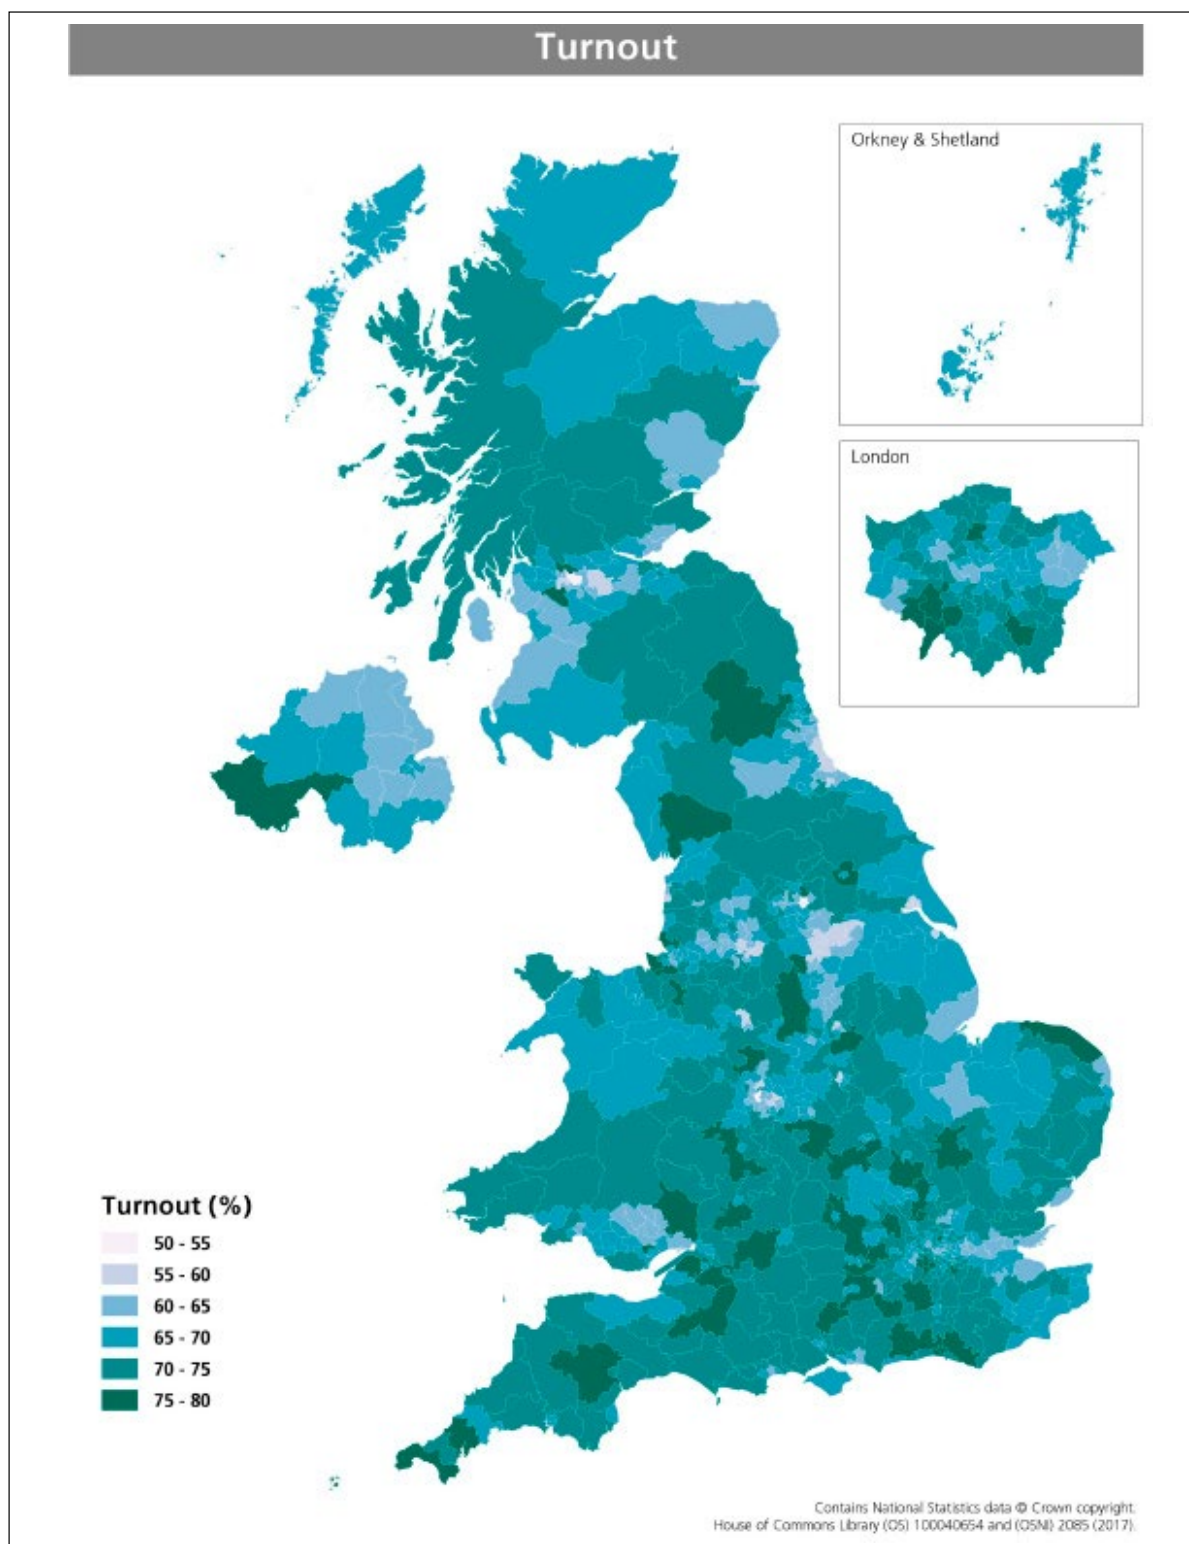 Turnout
Orkney & Shetland
London
Turnout (%)
50 - 55
55 - 60
60 - 65
65 - 70
70 - 75
75 - 80
Contains National Statistics data © Crown copyright.
House of Commons Library (OS) 100040654 and (OSNI) 2085 (2017).